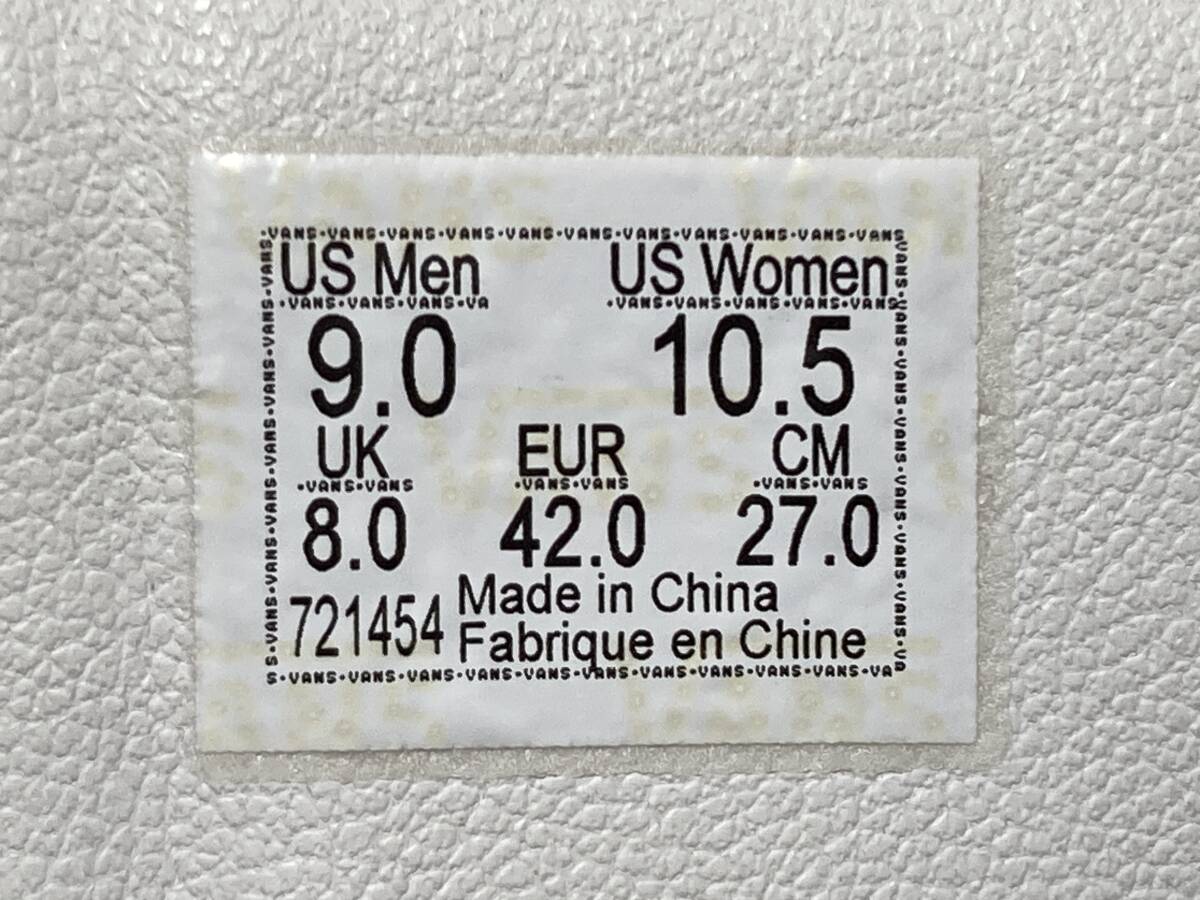 ·VANS·VANS·VANS·VANS·VANS·VANS·VANS·VANS·VANS·VANS·VANS
US Men US Women
·VANS·VANS·VANS·VA ·VANS·VANS·VANS·VANS·VANS
9.0 10.5
UK EUR CM
·VANS·VANS ·VANS·VANS ·VANS·VANS
8.0 42.0 27.0
721454 Made in China
Fabrique en Chine
S·VANS·VANS·VANS·VANS·VANS·VANS·VANS·VANS·VANS·VANS·VA